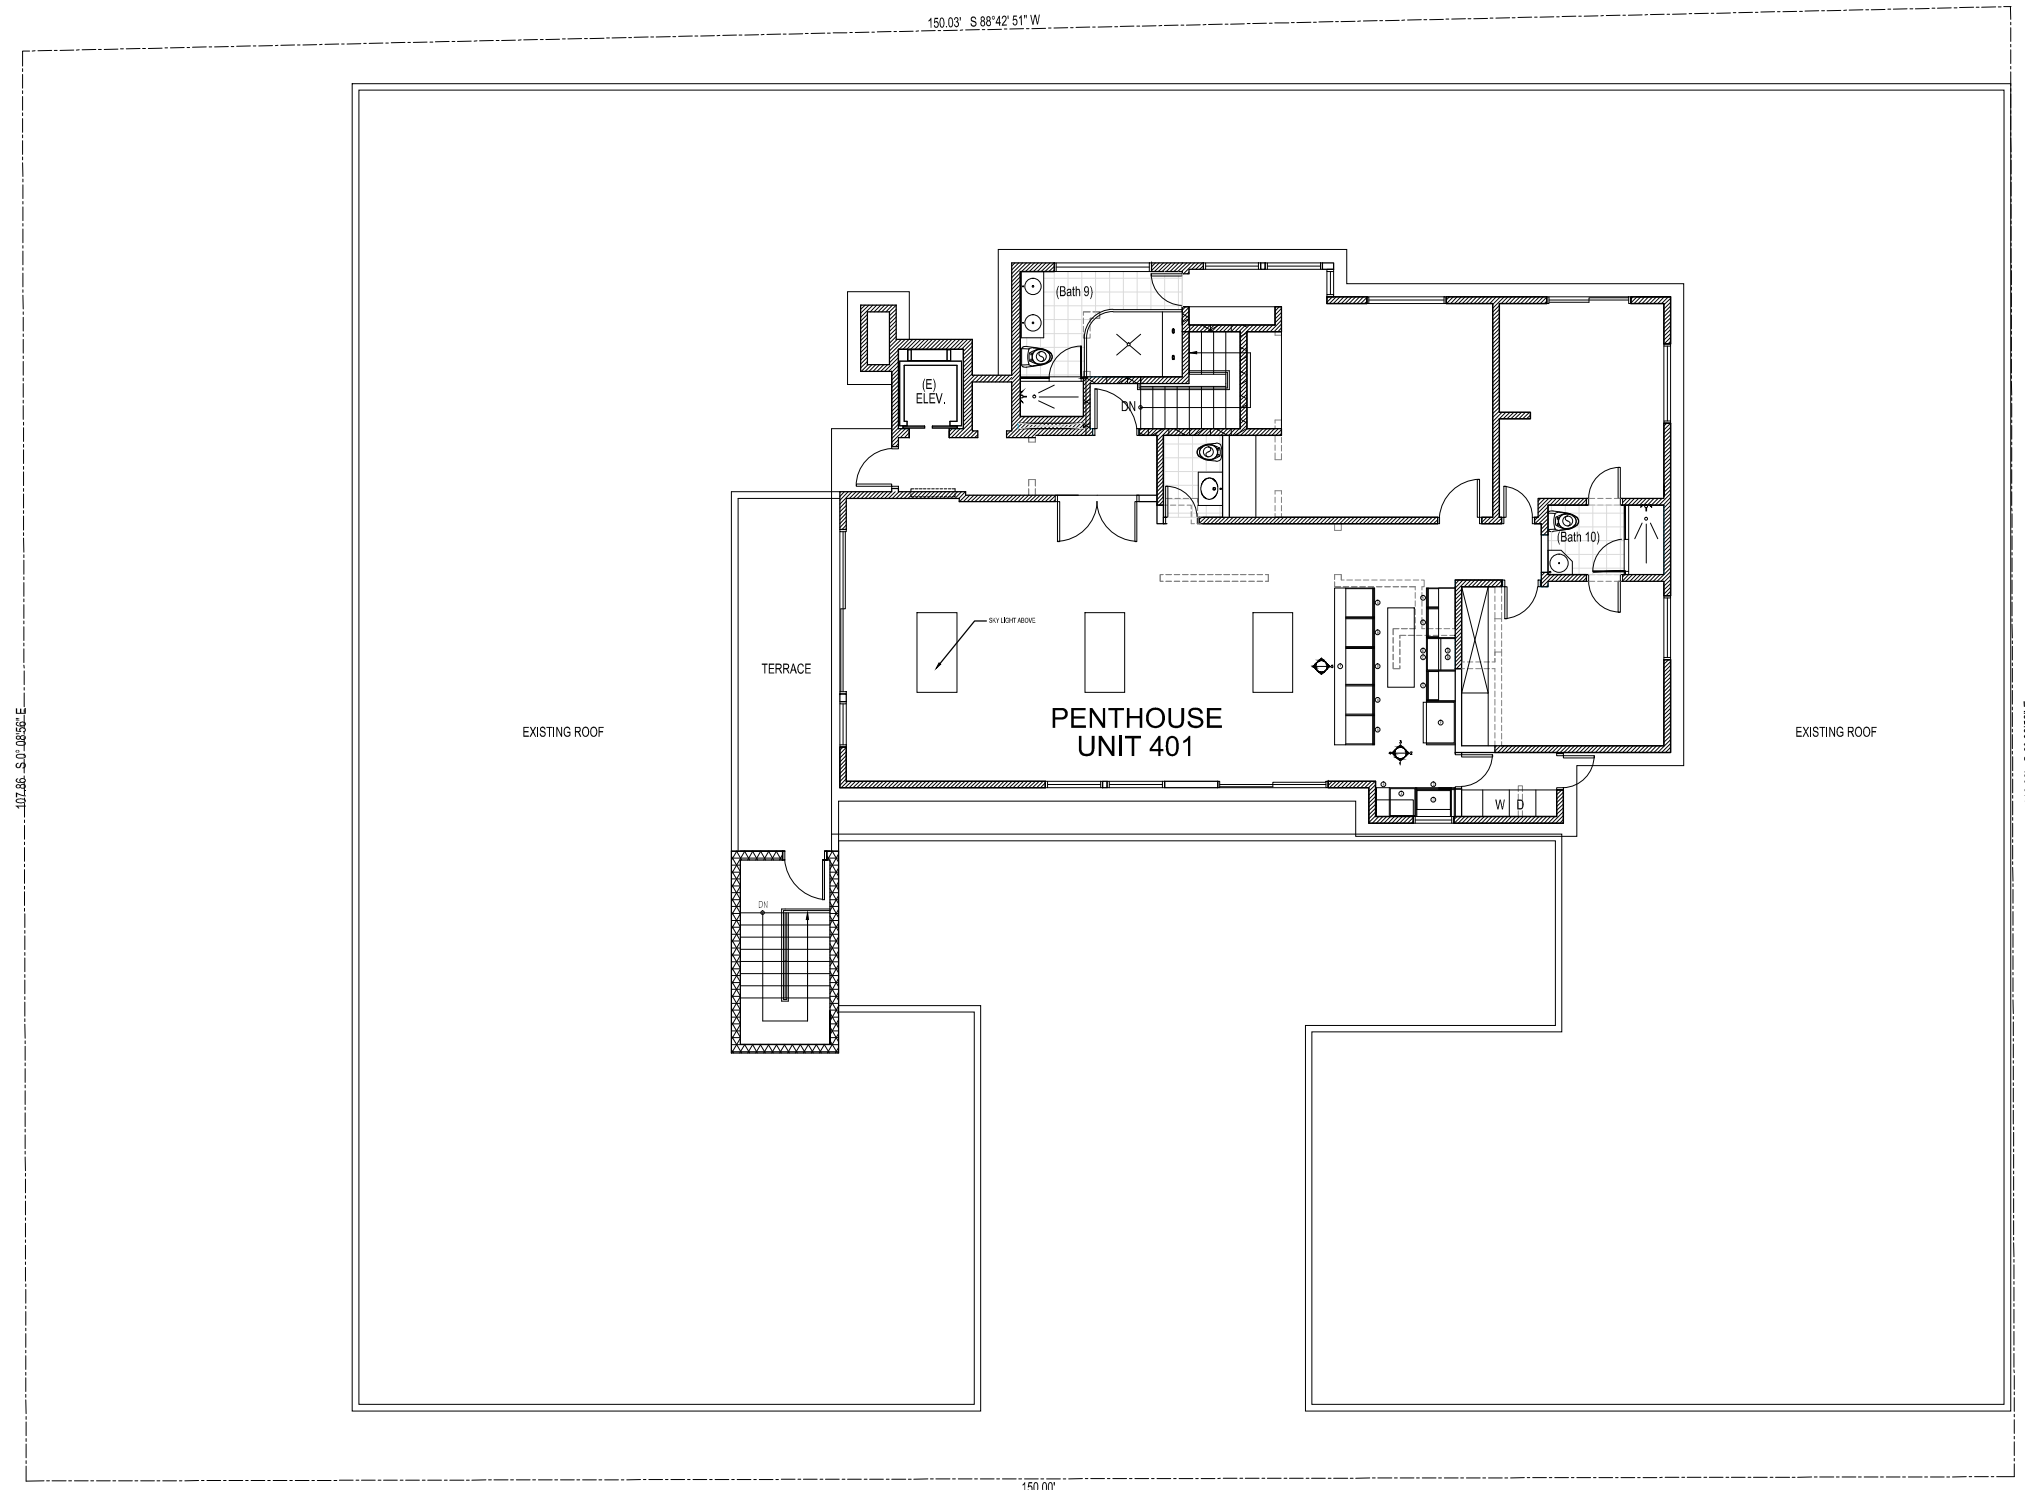 150.03' S 88°42' 51" W
(Bath 9)
(E)
ELEV.
DN
(Bath 10)
SKY LIGHT ABOVE
TERRACE
PENTHOUSE
UNIT 401
EXISTING ROOF
EXISTING ROOF
107.86 S.0° 08'56" E
W D
DN
150.00'